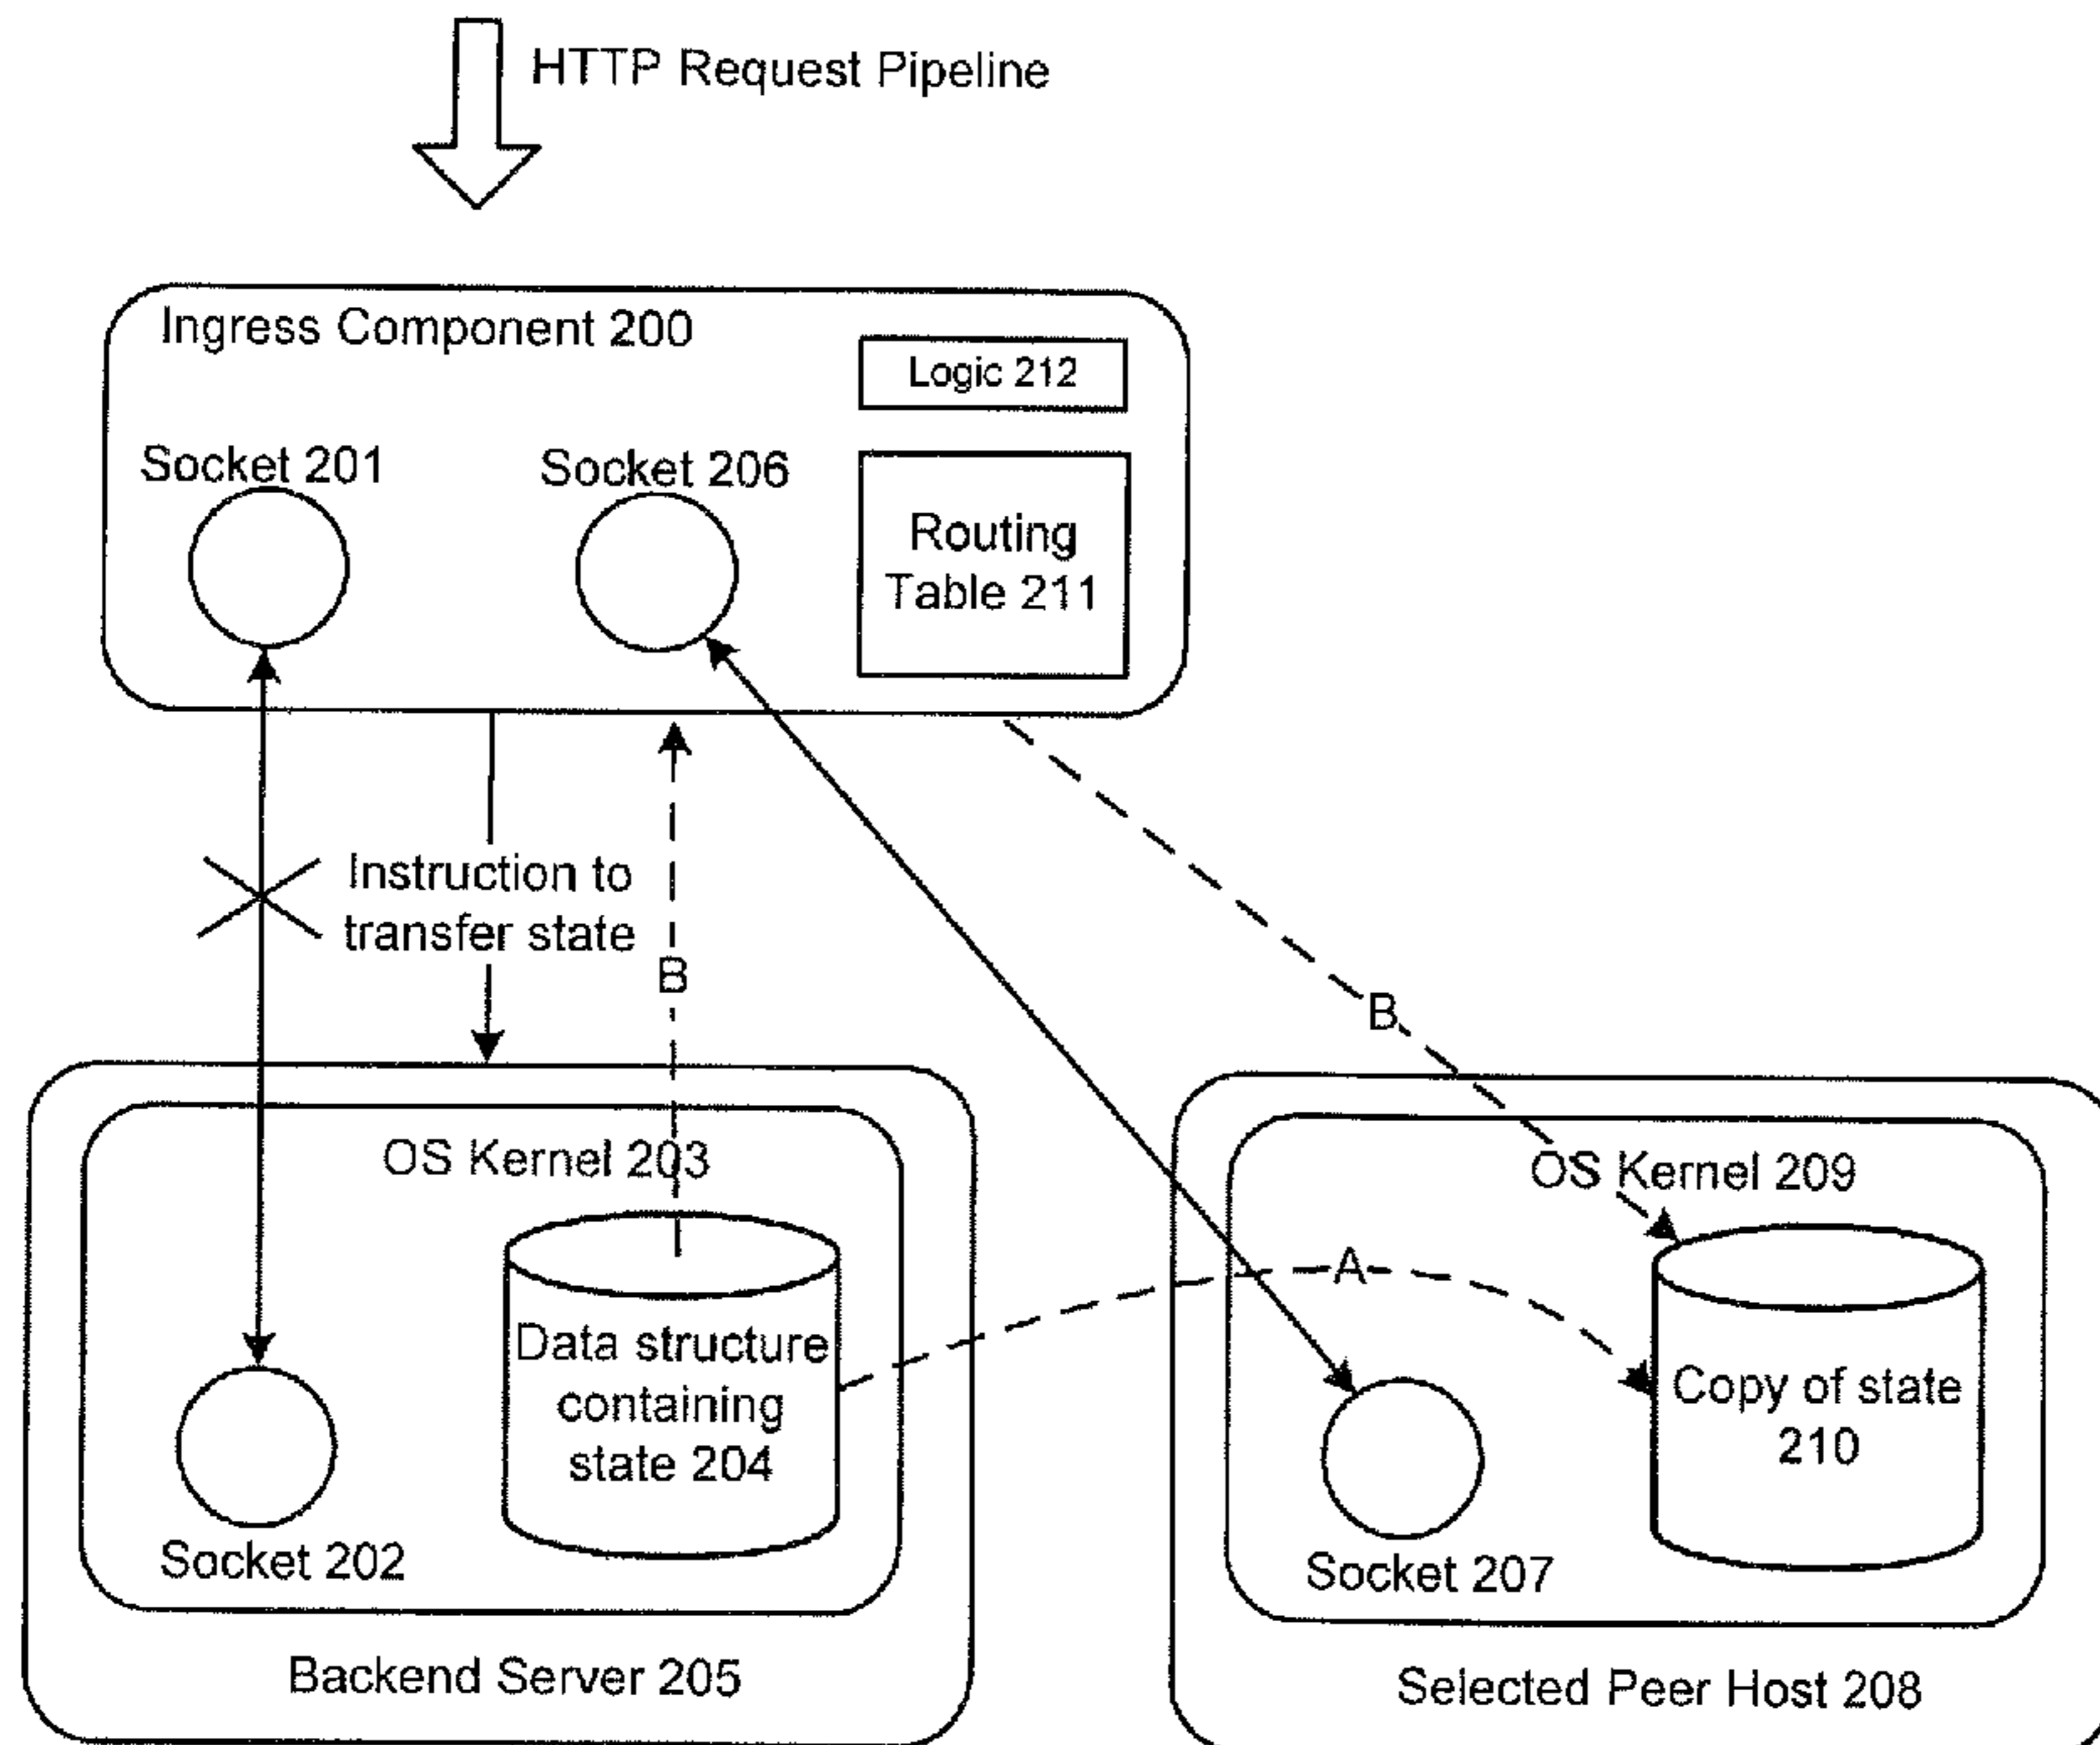 HTTP Request Pipeline
Ingress Component 200
Logic 212
Socket 201
Socket 206
Routing
Table 211
Instruction to
transfer state
B
B
OS Kernel 203
OS Kernel 209
A
Data structure
containing
state 204
Copy of state
210
Socket 202
Socket 207
Backend Server 205
Selected Peer Host 208